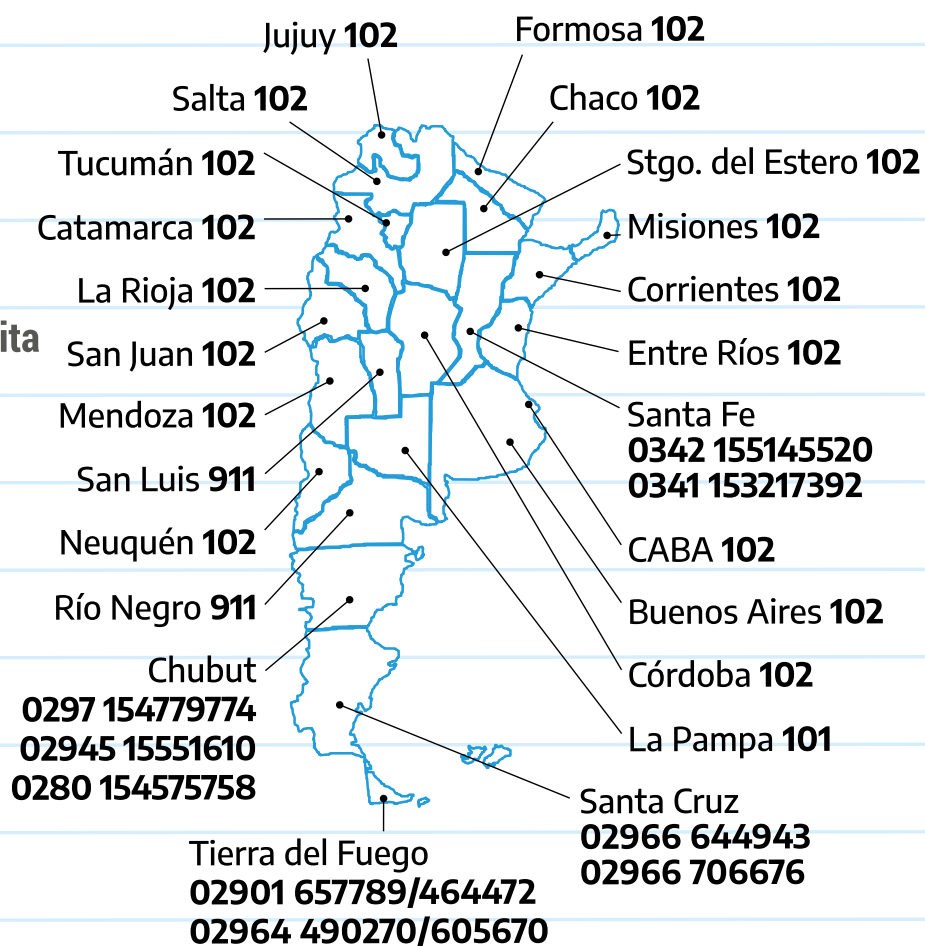 Jujuy 102
Formosa 102
Salta 102
Chaco 102
Tucumán 102
Stgo. del Estero 102
Catamarca 102
Misiones 102
La Rioja 102
Corrientes 102
ita
San Juan 102
Entre Ríos 102
Mendoza 102
Santa Fe
0342 155145520
0341 153217392
San Luis 911
Neuquén 102
CABA 102
Río Negro 911
Buenos Aires 102
Chubut
0297 154779774
02945 15551610
0280 154575758
Córdoba 102
La Pampa 101
Santa Cruz
02966 644943
02966 706676
Tierra del Fuego
02901 657789/464472
02964 490270/605670